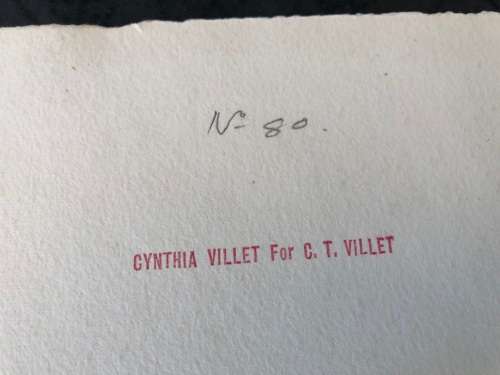 No 80.
CYNTHIA VILLET For C. T. VILLET